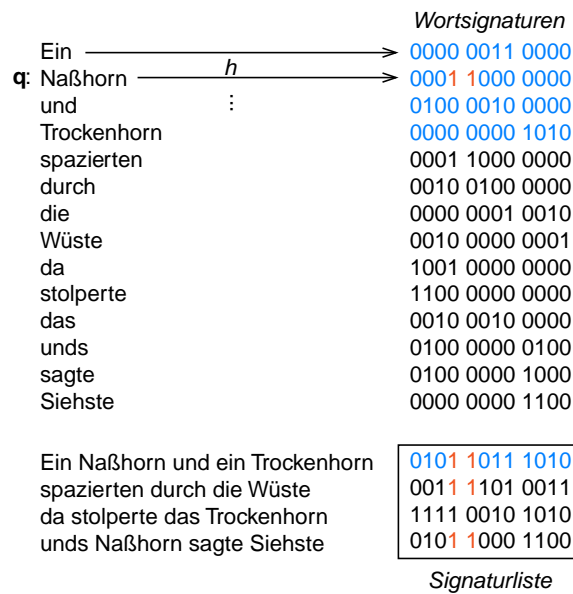 Wortsignaturen
Ein 0000 0011 0000
h
q: Naßhorn 0001 1000 0000
und ⋮ 0100 0010 0000
Trockenhorn 0000 0000 1010
spazierten 0001 1000 0000
durch 0010 0100 0000
die 0000 0001 0010
Wüste 0010 0000 0001
da 1001 0000 0000
stolperte 1100 0000 0000
das 0010 0010 0000
unds 0100 0000 0100
sagte 0100 0000 1000
Siehste 0000 0000 1100
Ein Naßhorn und ein Trockenhorn 0101 1011 1010
spazierten durch die Wüste 0011 1101 0011
da stolperte das Trockenhorn 1111 0010 1010
unds Naßhorn sagte Siehste 0101 1000 1100
Signaturliste